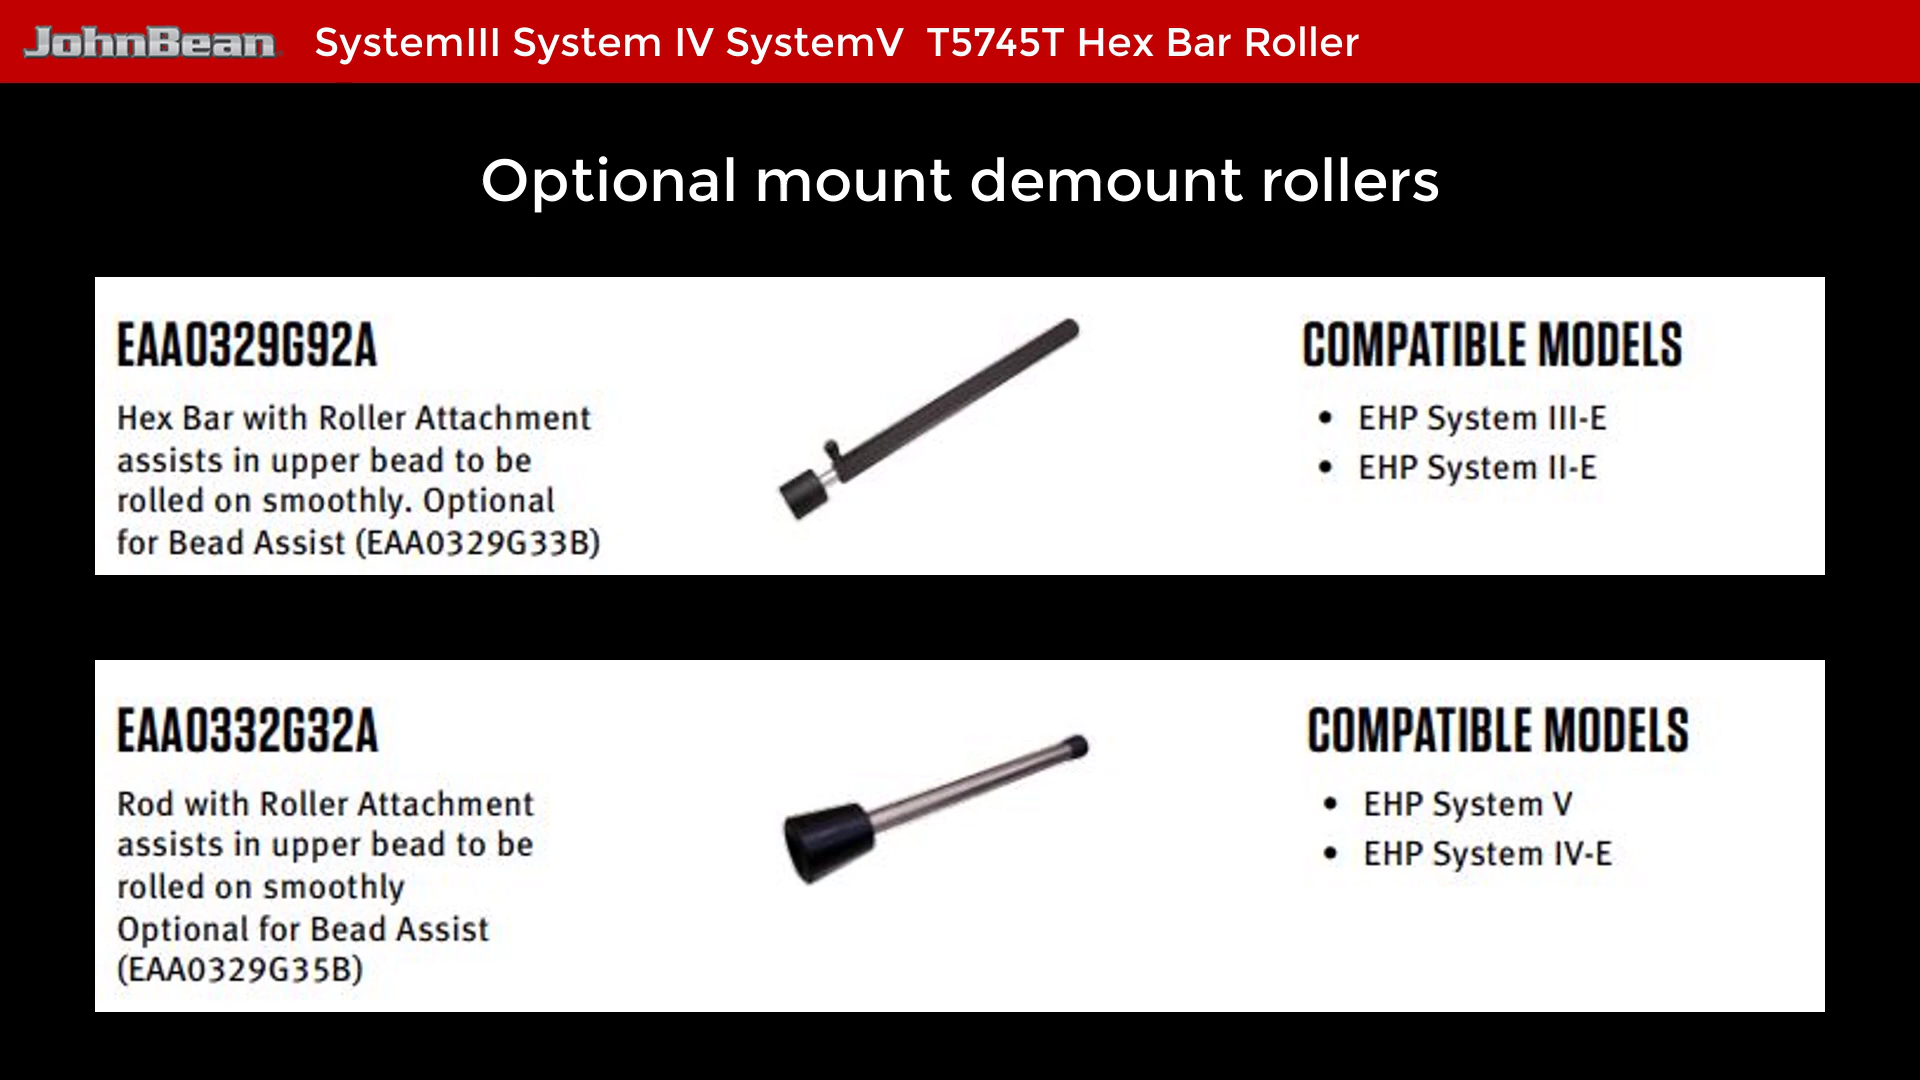 JohnBean SystemIII System IV SystemV T5745T Hex Bar Roller
Optional mount demount rollers
EAA0329G92A
Hex Bar with Roller Attachment
assists in upper bead to be
rolled on smoothly. Optional
for Bead Assist (EAA0329G33B)
COMPATIBLE MODELS
• EHP System III-E
• EHP System II-E
EAA0332G32A
Rod with Roller Attachment
assists in upper bead to be
rolled on smoothly
Optional for Bead Assist
(EAA0329G35B)
COMPATIBLE MODELS
• EHP System V
• EHP System IV-E